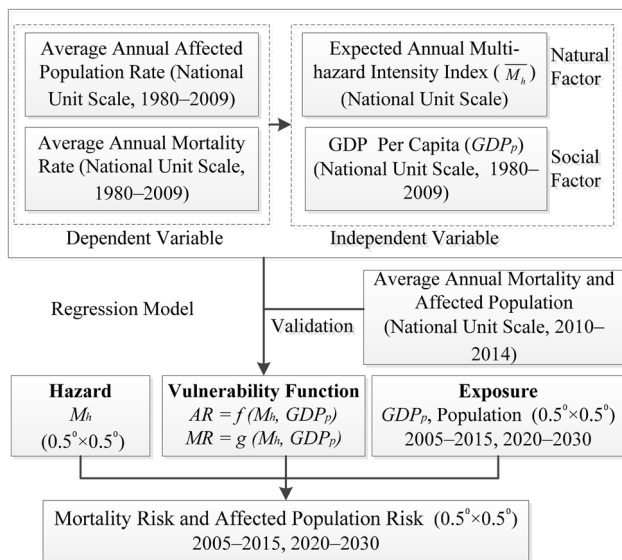 Average Annual Affected
Population Rate (National
Unit Scale, 1980–2009)
Average Annual Mortality
Rate (National Unit Scale,
1980–2009)
Dependent Variable
Expected Annual Multi-
hazard Intensity Index ( M̅ₕ )
(National Unit Scale)
Natural
Factor
GDP Per Capita (GDPₚ)
(National Unit Scale, 1980–
2009)
Social
Factor
Independent Variable
Regression Model
Validation
Average Annual Mortality and
Affected Population
(National Unit Scale, 2010–
2014)
Hazard
Mₕ
(0.5°×0.5°)
Vulnerability Function
AR = f (Mₕ, GDPₚ)
MR = g (Mₕ, GDPₚ)
Exposure
GDPₚ, Population (0.5°×0.5°)
2005–2015, 2020–2030
Mortality Risk and Affected Population Risk (0.5°×0.5°)
2005–2015, 2020–2030